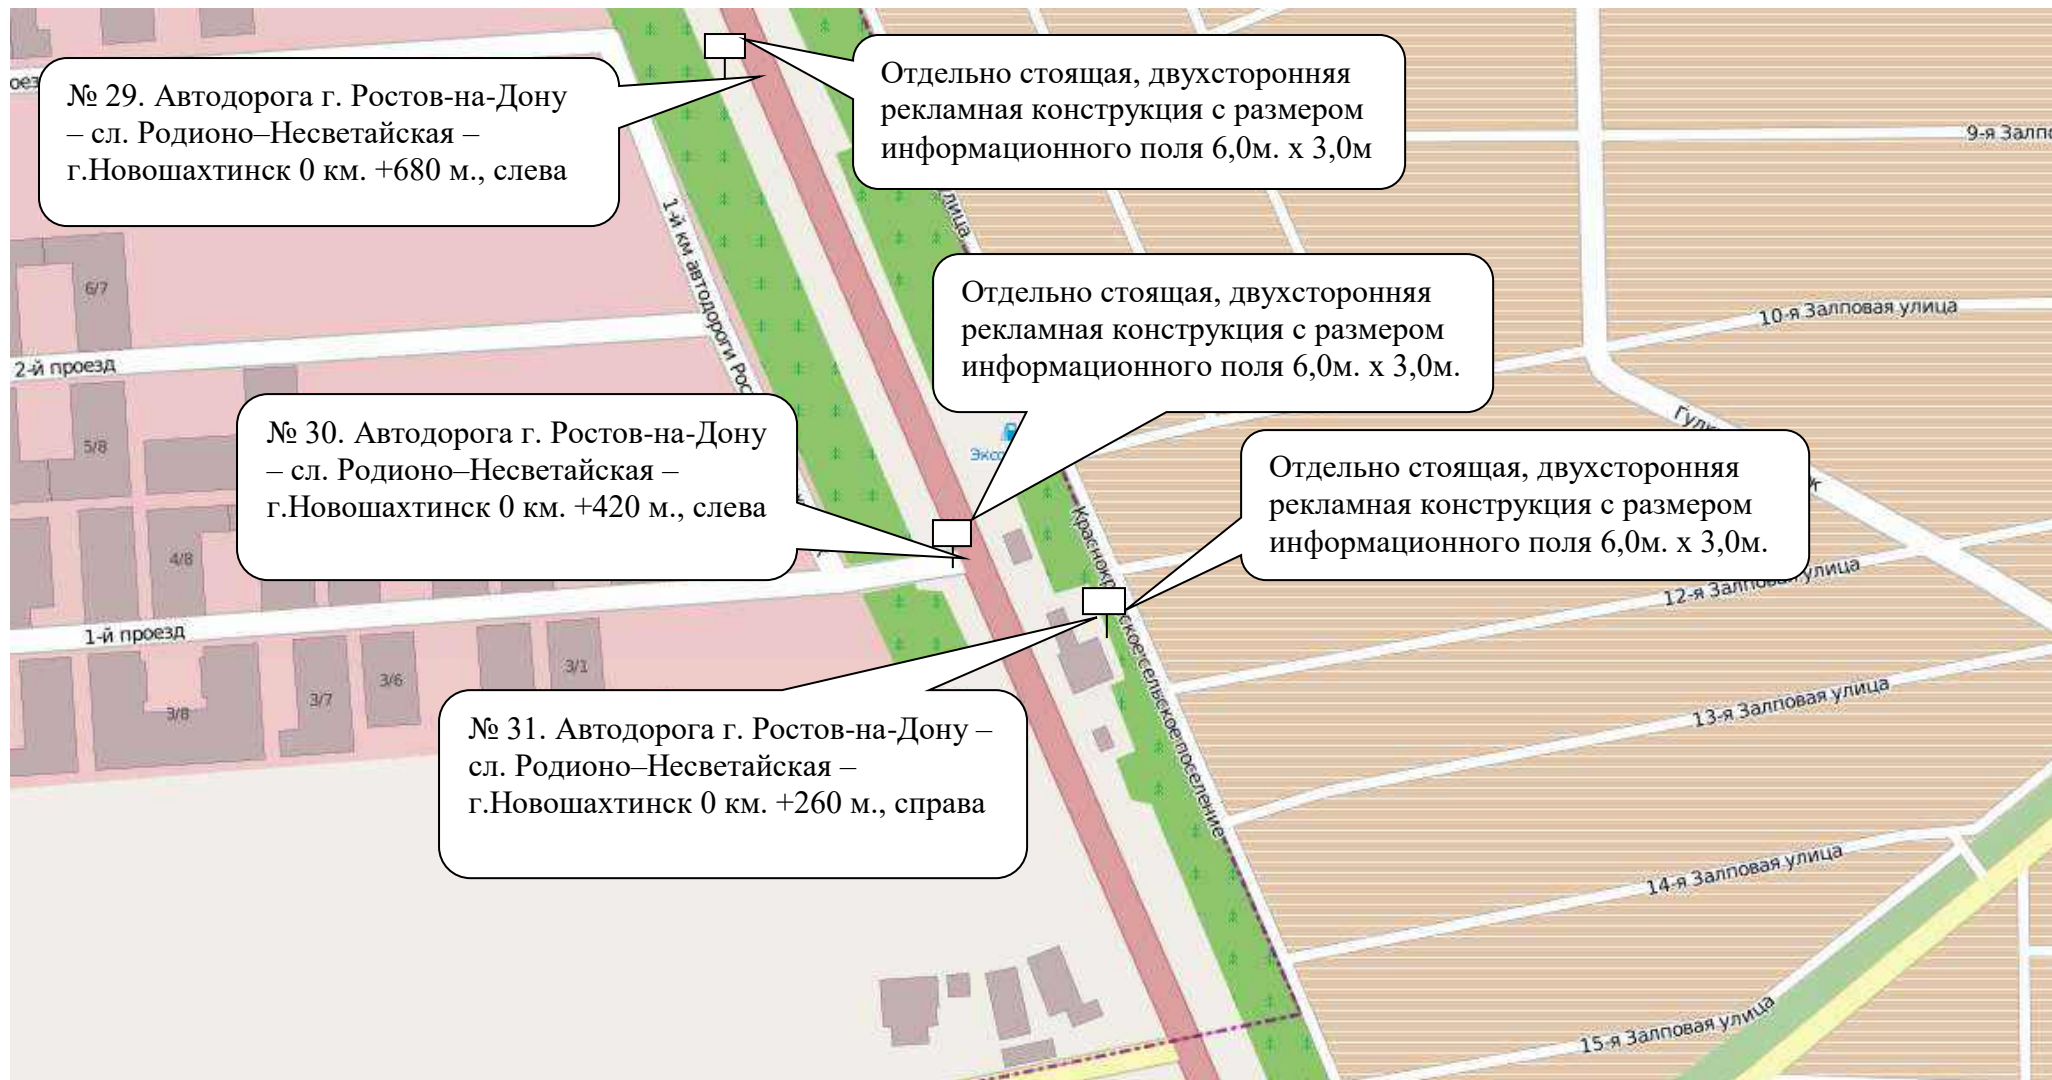 № 29. Автодорога г. Ростов-на-Дону
– сл. Родионо–Несветайская –
г.Новошахтинск 0 км. +680 м., слева
Отдельно стоящая, двухсторонняя
рекламная конструкция с размером
информационного поля 6,0м. х 3,0м
9-я
лица
1-й км автодороги
6/7
Отдельно стоящая, двухсторонняя
рекламная конструкция с размером
информационного поля 6,0м. х 3,0м.
10-я Залповая улица
2-й проезд
5/8
№ 30. Автодорога г. Ростов-на-Дону
– сл. Родионо–Несветайская –
г.Новошахтинск 0 км. +420 м., слева
Отдельно стоящая, двухсторонняя
рекламная конструкция с размером
информационного поля 6,0м. х 3,0м.
4/8
12-я Залповая улица
1-й проезд
3/8
3/7
3/6
3/1
ское сельское поселение
13-я Залповая улица
№ 31. Автодорога г. Ростов-на-Дону –
сл. Родионо–Несветайская –
г.Новошахтинск 0 км. +260 м., справа
14-я Залповая улица
15-я Залповая улица